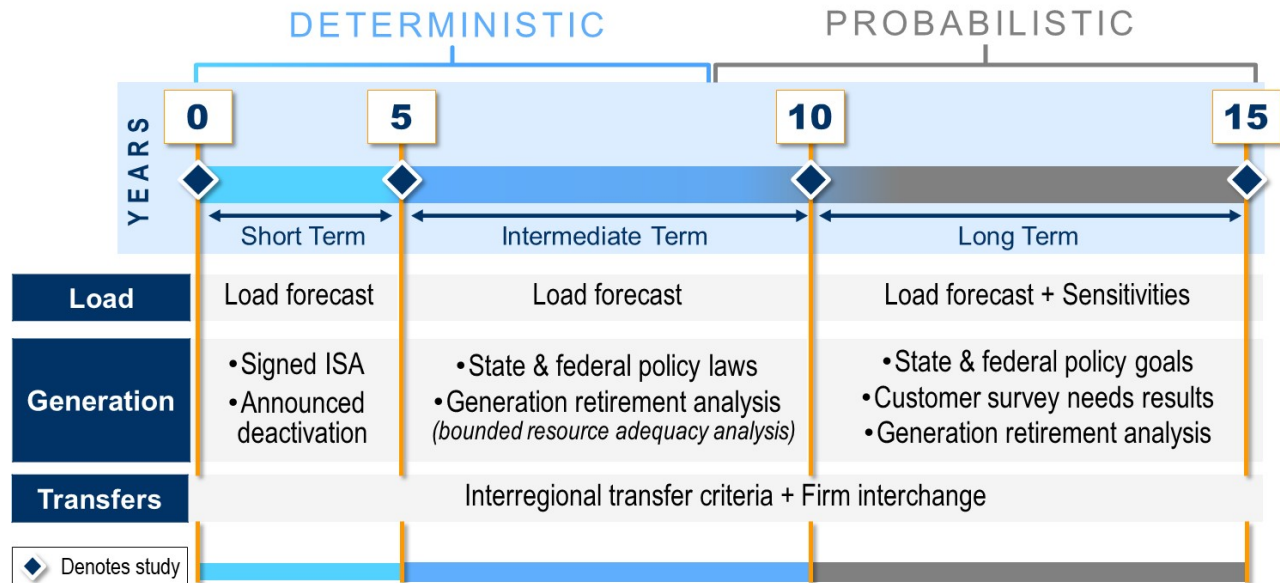 DETERMINISTIC
PROBABILISTIC
YEARS
0
5
10
15
Short Term
Intermediate Term
Long Term
Load
Load forecast
Load forecast
Load forecast + Sensitivities
Generation
•Signed ISA
•Announced
deactivation
•State & federal policy laws
•Generation retirement analysis
(bounded resource adequacy analysis)
•State & federal policy goals
•Customer survey needs results
•Generation retirement analysis
Transfers
Interregional transfer criteria + Firm interchange
Denotes study